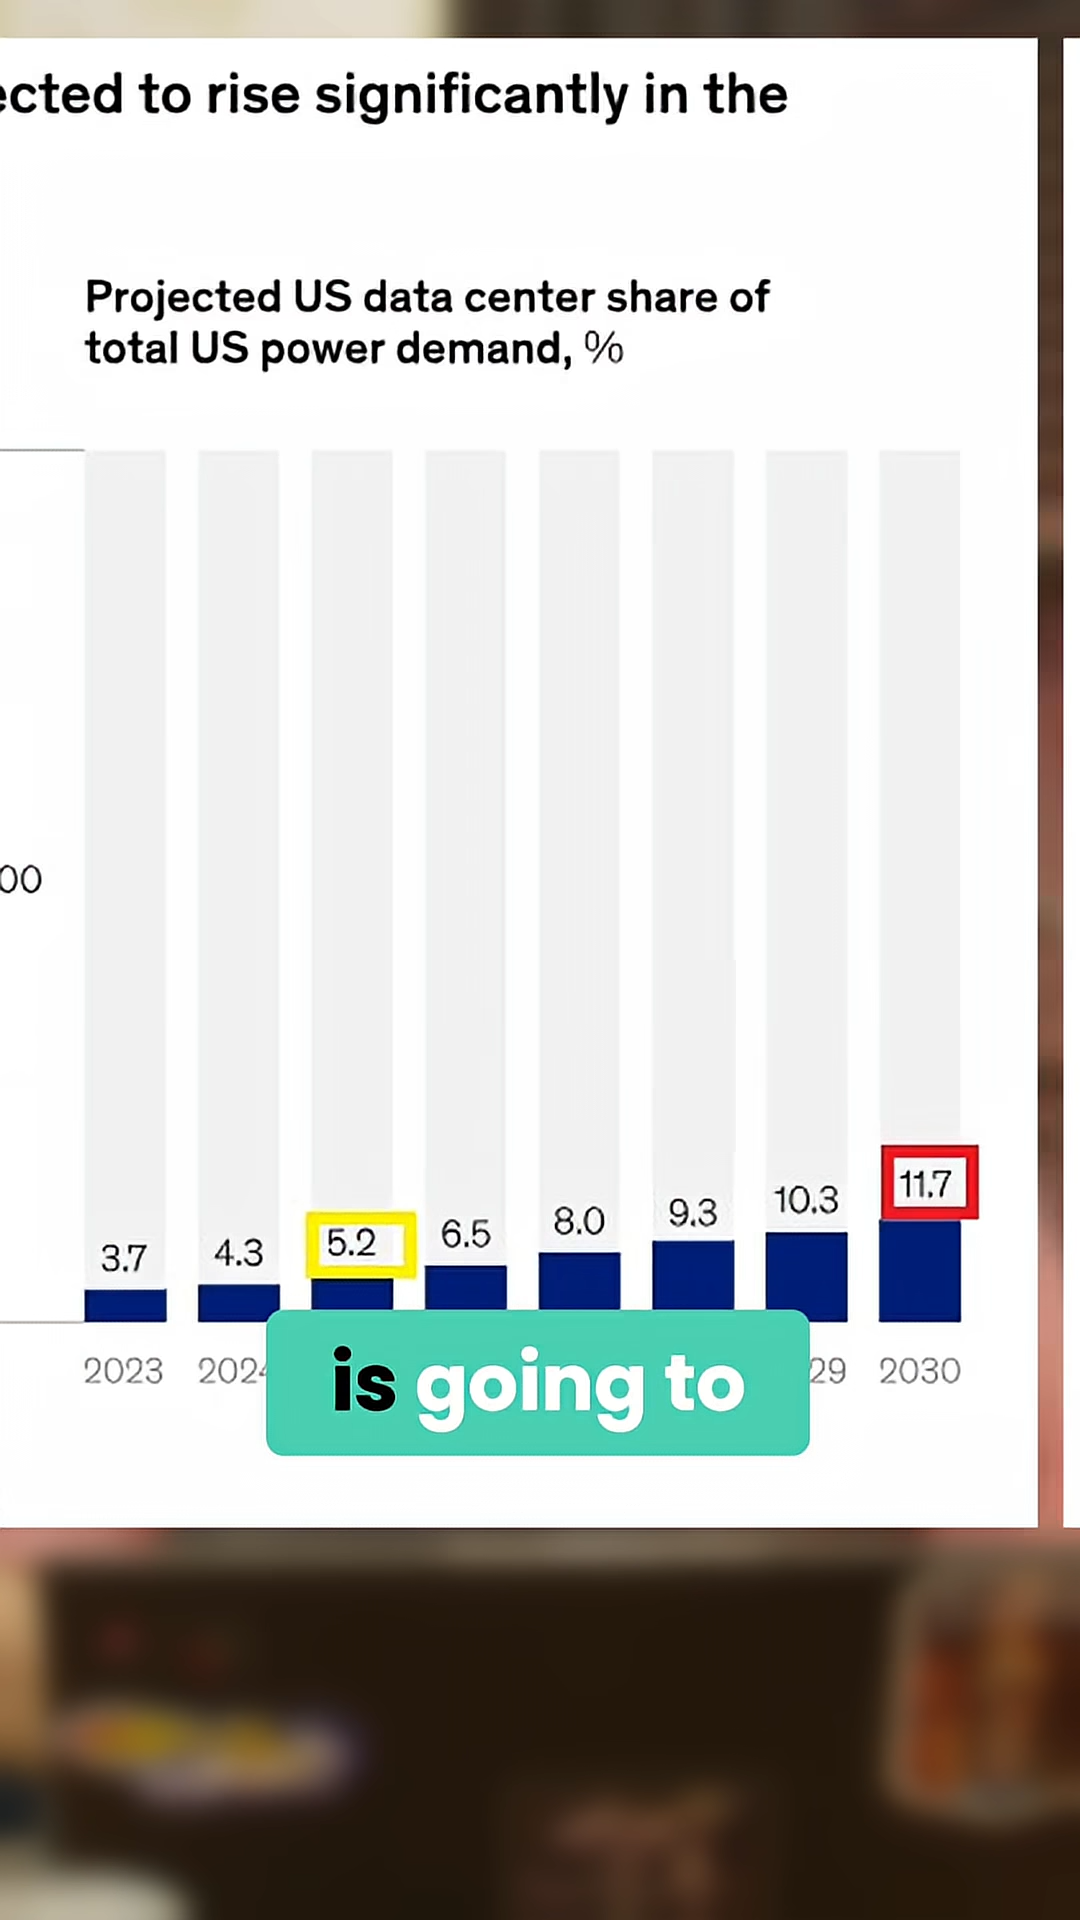 ected to rise significantly in the
Projected US data center share of
total US power demand, %
00
3.7 4.3 5.2 6.5 8.0 9.3 10.3 11.7
2023 202 29 2030
is going to